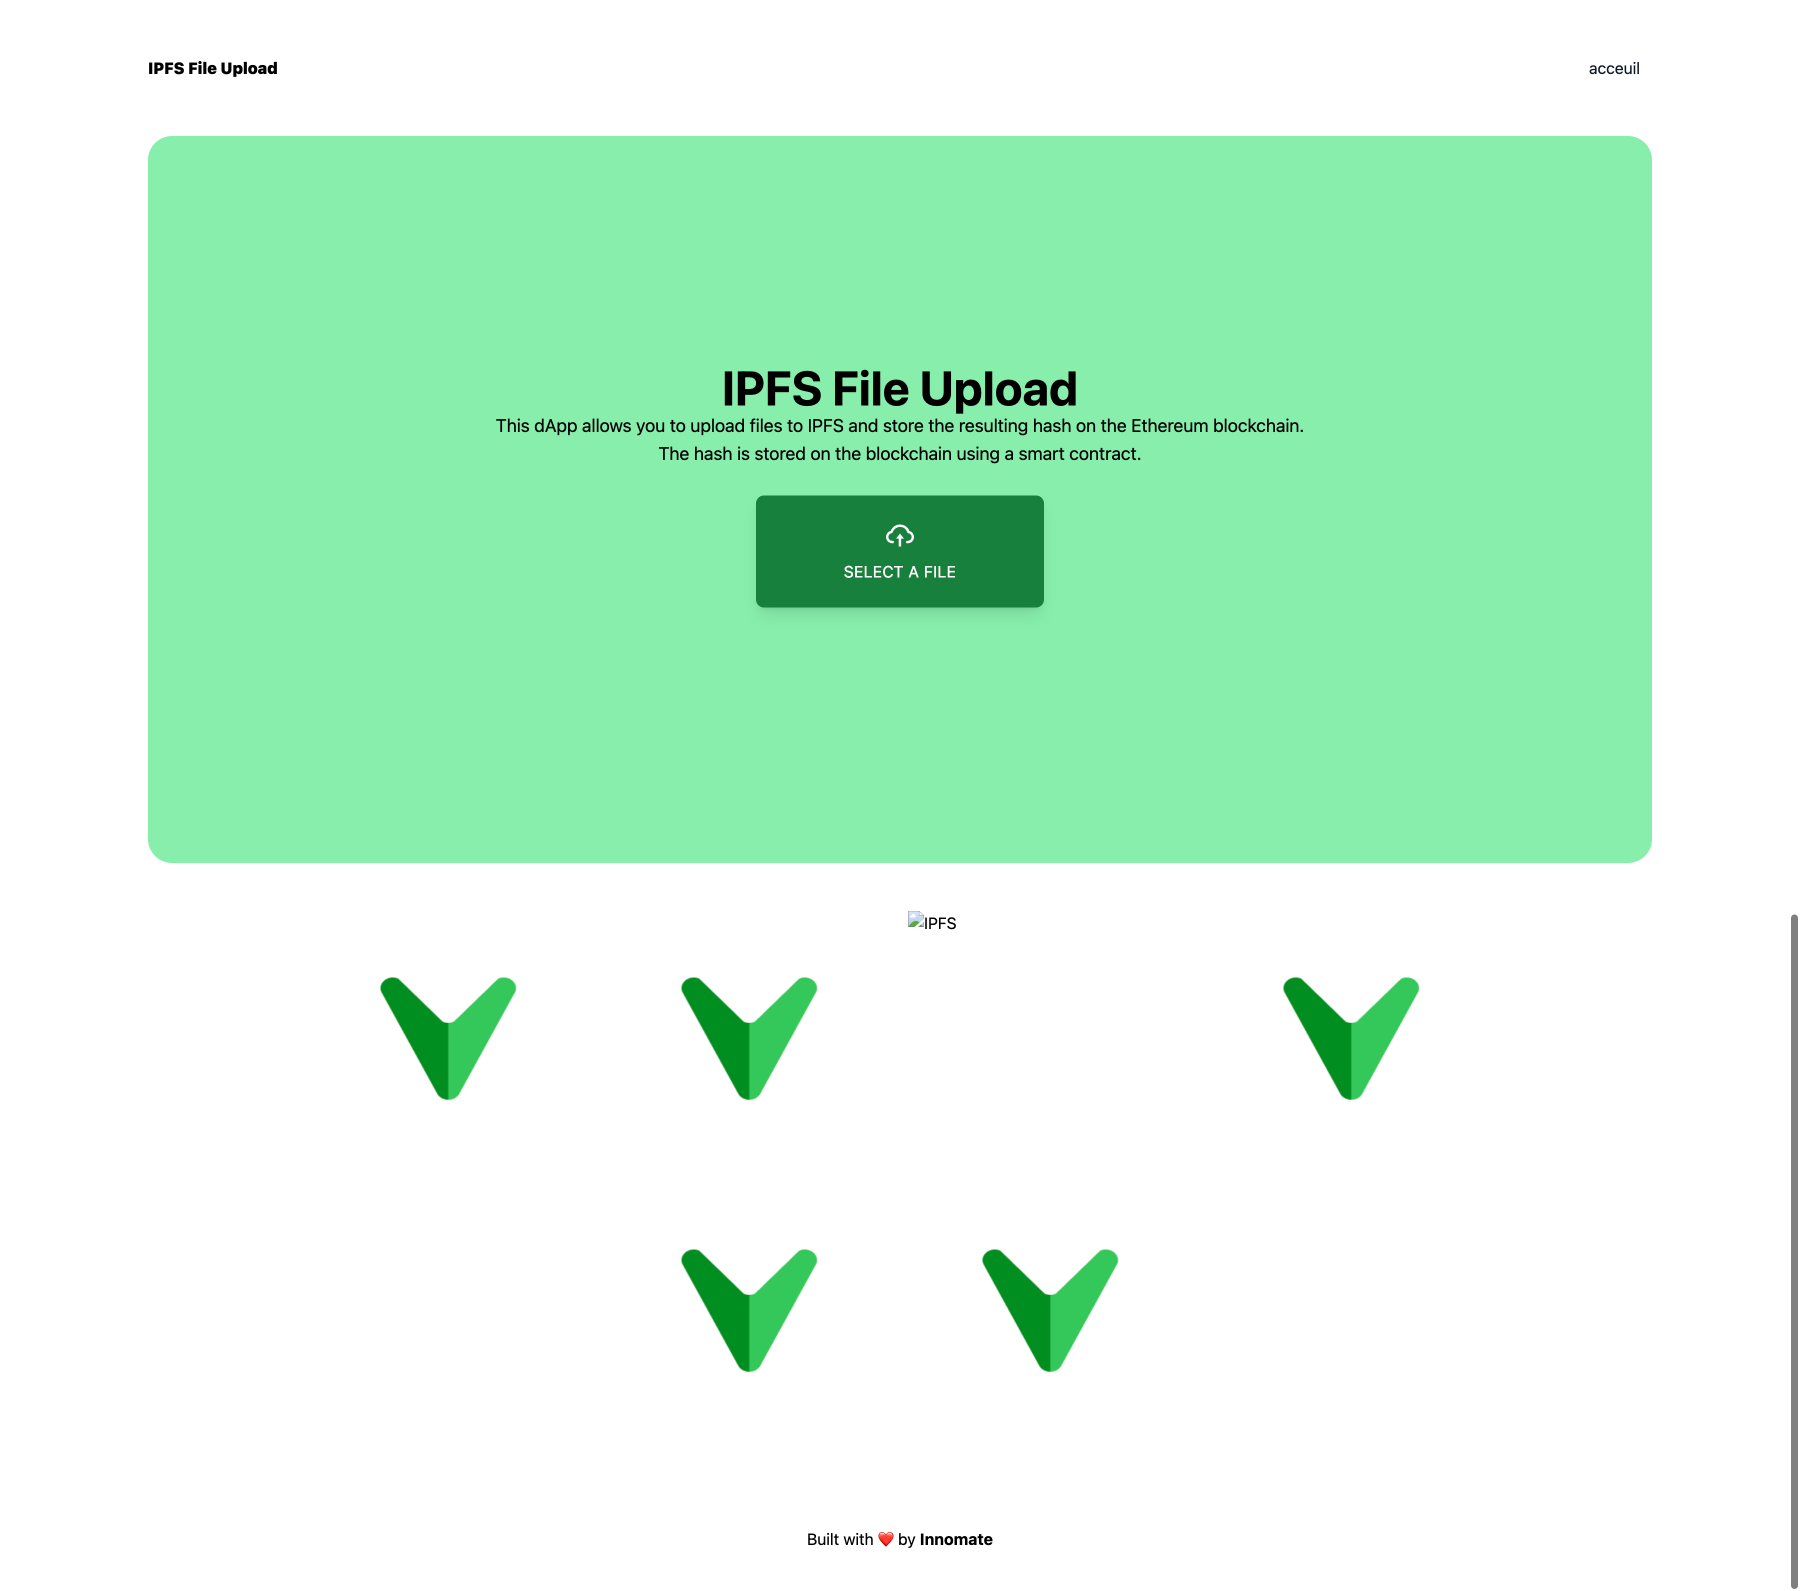 IPFS File Upload
acceuil
IPFS File Upload
This dApp allows you to upload files to IPFS and store the resulting hash on the Ethereum blockchain.
The hash is stored on the blockchain using a smart contract.
SELECT A FILE
IPFS
Built with ❤️ by Innomate